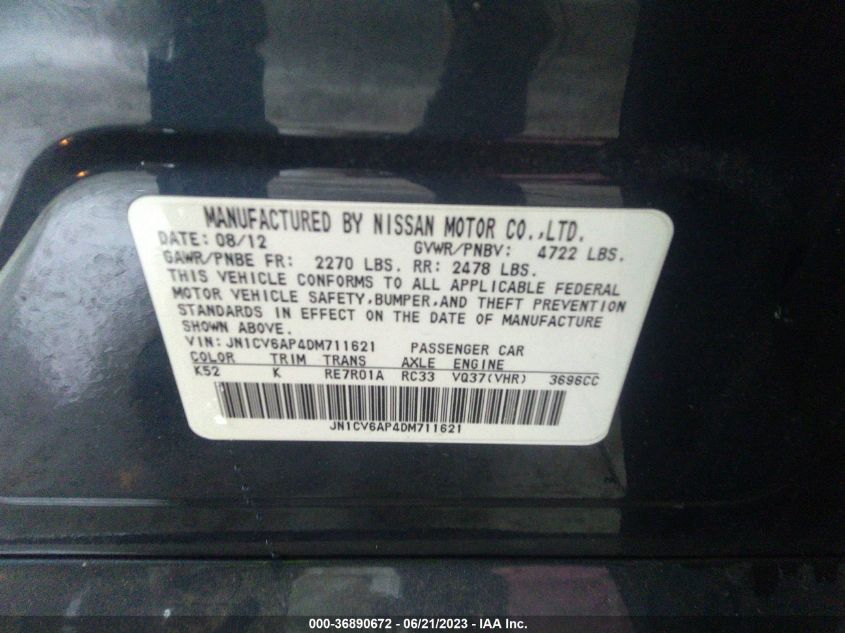 MANUFACTURED BY NISSAN MOTOR CO.,LTD.
DATE: 08/12 GVWR/PNBV: 4722 LBS.
GAWR/PNBE FR: 2270 LBS. RR: 2478 LBS.
THIS VEHICLE CONFORMS TO ALL APPLICABLE FEDERAL
MOTOR VEHICLE SAFETY,BUMPER,AND THEFT PREVENTION
STANDARDS IN EFFECT ON THE DATE OF MANUFACTURE
SHOWN ABOVE.
VIN: JN1CV6AP4DM711621 PASSENGER CAR
COLOR TRIM TRANS AXLE ENGINE
K52 K RE7R01A RC33 VQ37(VHR) 3696CC
JN1CV6AP4DM711621
000-36890672 - 06/21/2023 - IAA Inc.